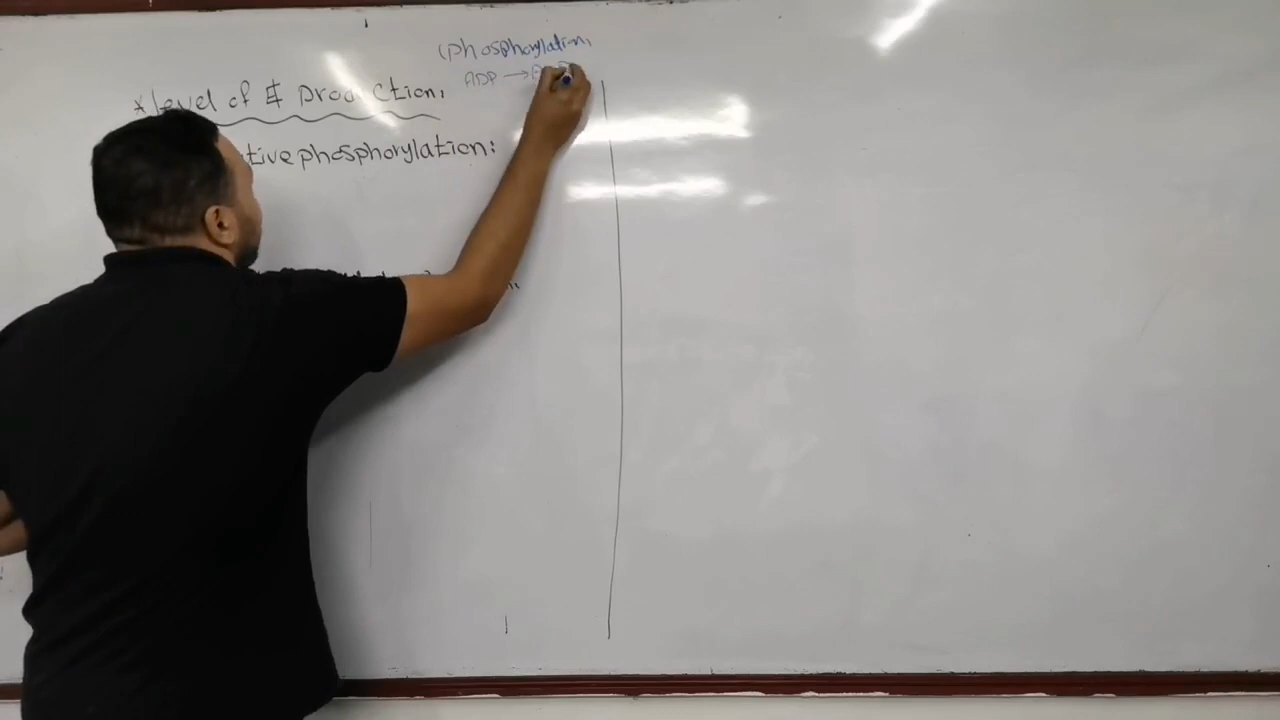 (phosphorylation,
ADP →
* level of E production,
tive phosphorylation: